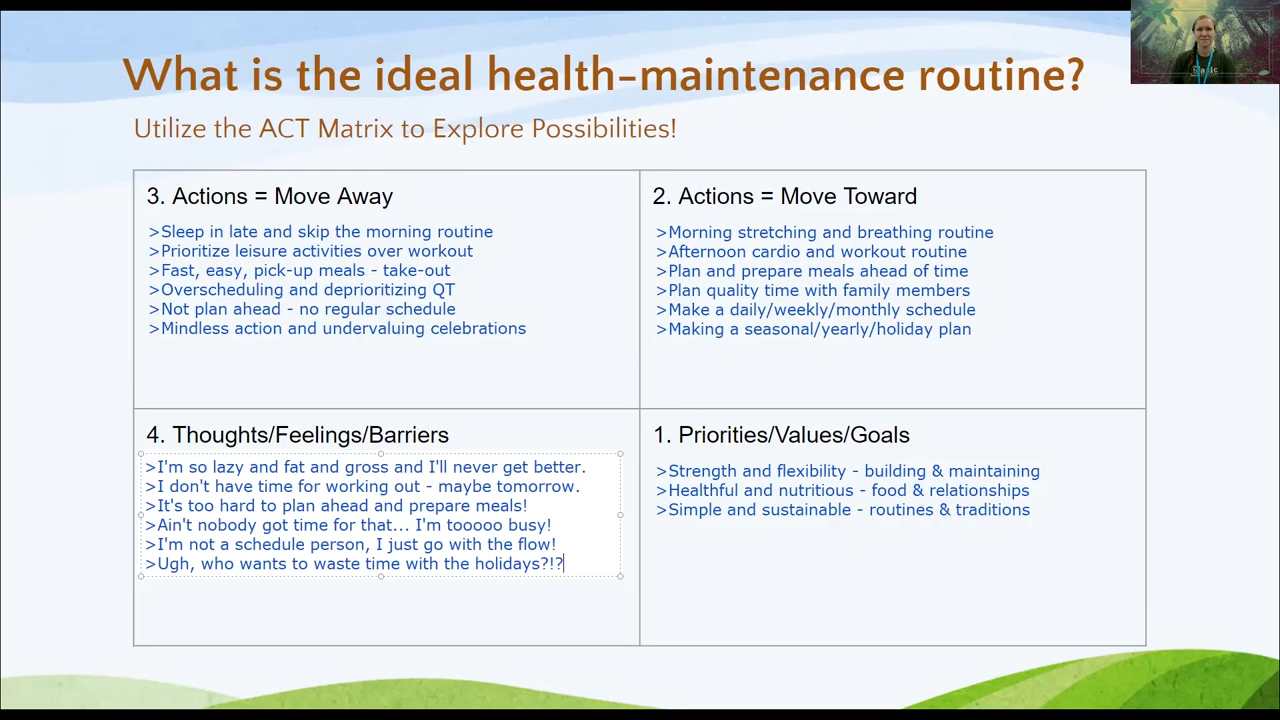 What is the ideal health-maintenance routine?
Utilize the ACT Matrix to Explore Possibilities!
3. Actions = Move Away
>Sleep in late and skip the morning routine
>Prioritize leisure activities over workout
>Fast, easy, pick-up meals - take-out
>Overscheduling and deprioritizing QT
>Not plan ahead - no regular schedule
>Mindless action and undervaluing celebrations
2. Actions = Move Toward
>Morning stretching and breathing routine
>Afternoon cardio and workout routine
>Plan and prepare meals ahead of time
>Plan quality time with family members
>Make a daily/weekly/monthly schedule
>Making a seasonal/yearly/holiday plan
4. Thoughts/Feelings/Barriers
>I'm so lazy and fat and gross and I'll never get better.
>I don't have time for working out - maybe tomorrow.
>It's too hard to plan ahead and prepare meals!
>Ain't nobody got time for that... I'm tooooo busy!
>I'm not a schedule person, I just go with the flow!
>Ugh, who wants to waste time with the holidays?!?
1. Priorities/Values/Goals
>Strength and flexibility - building & maintaining
>Healthful and nutritious - food & relationships
>Simple and sustainable - routines & traditions